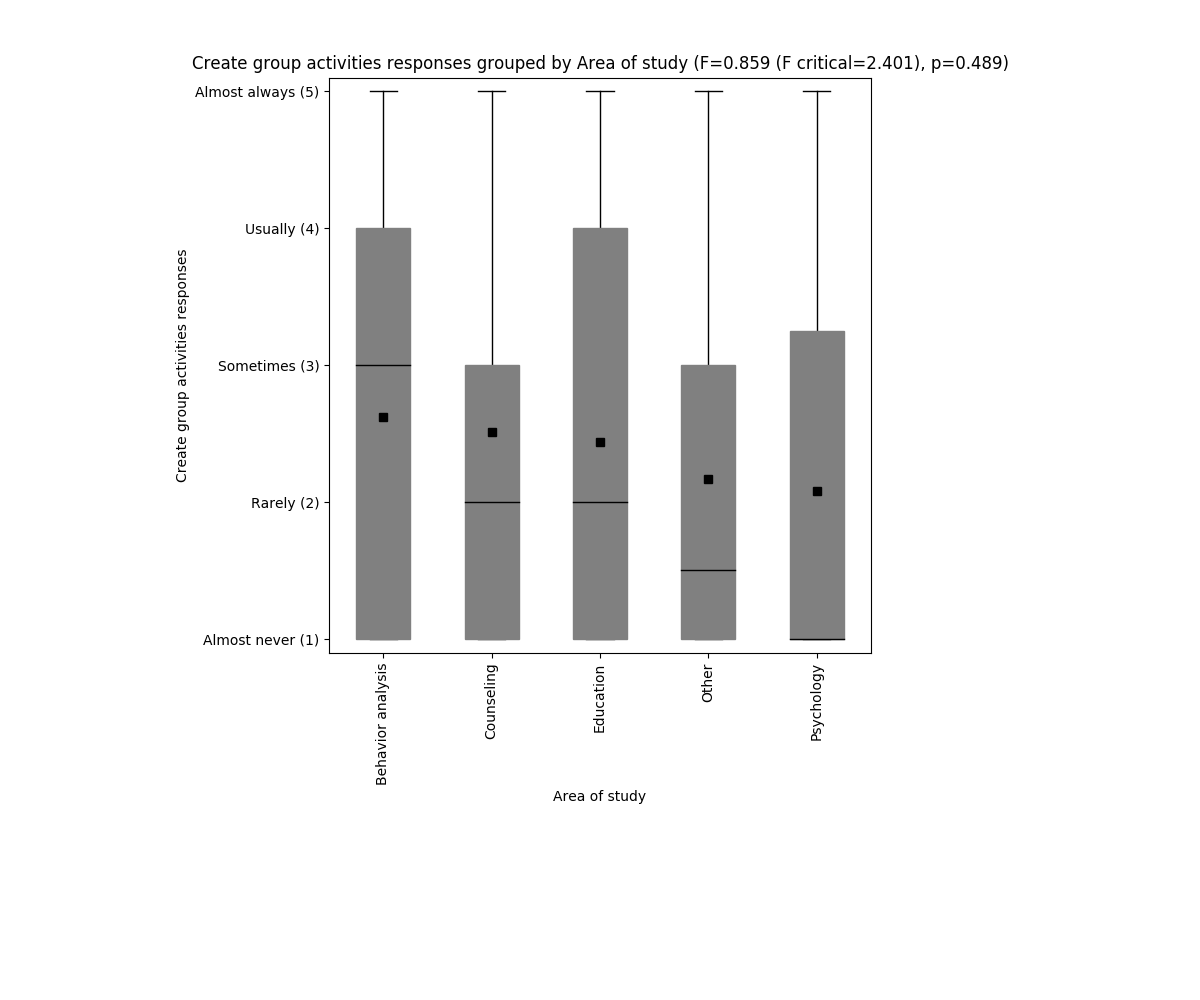 Create group activities responses grouped by Area of study (F=0.859 (F critical=2.401), p=0.489)
Almost always (5)
Usually (4)
Sometimes (3)
Rarely (2)
Almost never (1)
Create group activities responses
Behavior analysis
Counseling
Education
Other
Psychology
Area of study